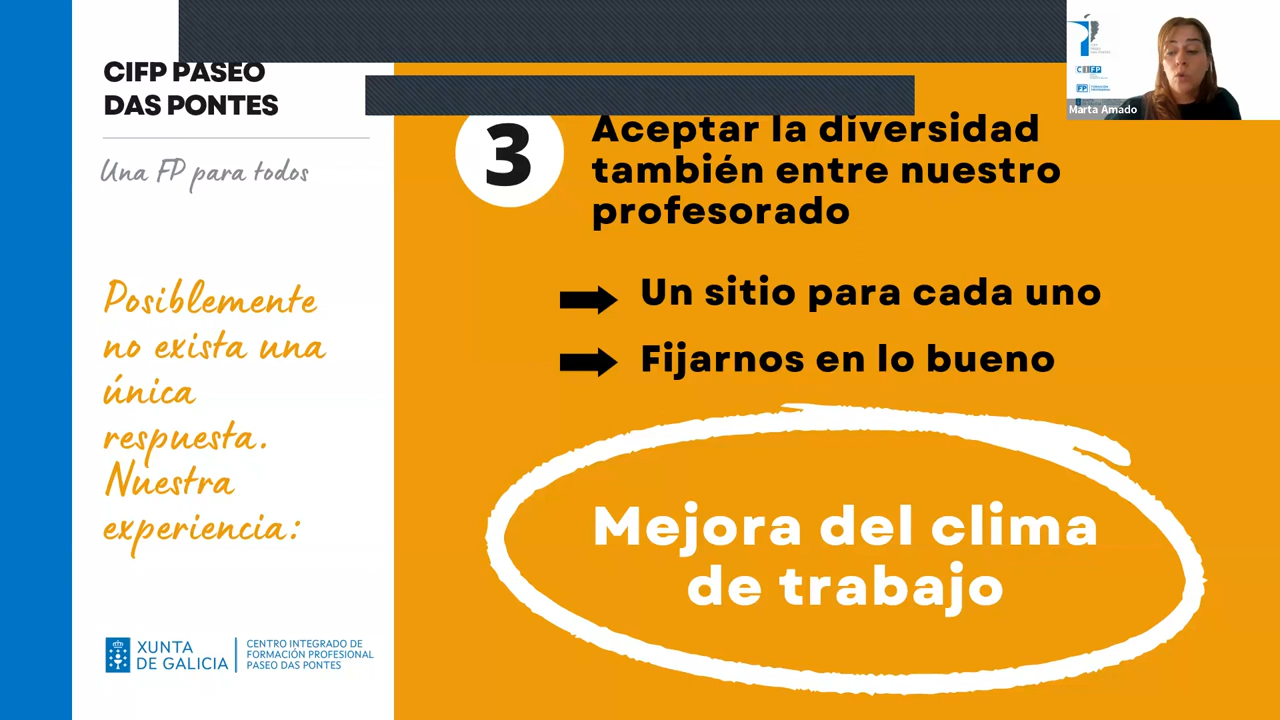 CIFP PASEO
DAS PONTES
Una FP para todos
Posiblemente
no exista una
única
respuesta.
Nuestra
experiencia:
XUNTA
DE GALICIA
CENTRO INTEGRADO DE
FORMACIÓN PROFESIONAL
PASEO DAS PONTES
3
Aceptar la diversidad
también entre nuestro
profesorado
Un sitio para cada uno
Fijarnos en lo bueno
Mejora del clima
de trabajo
CIFP
FP
Marta Amado